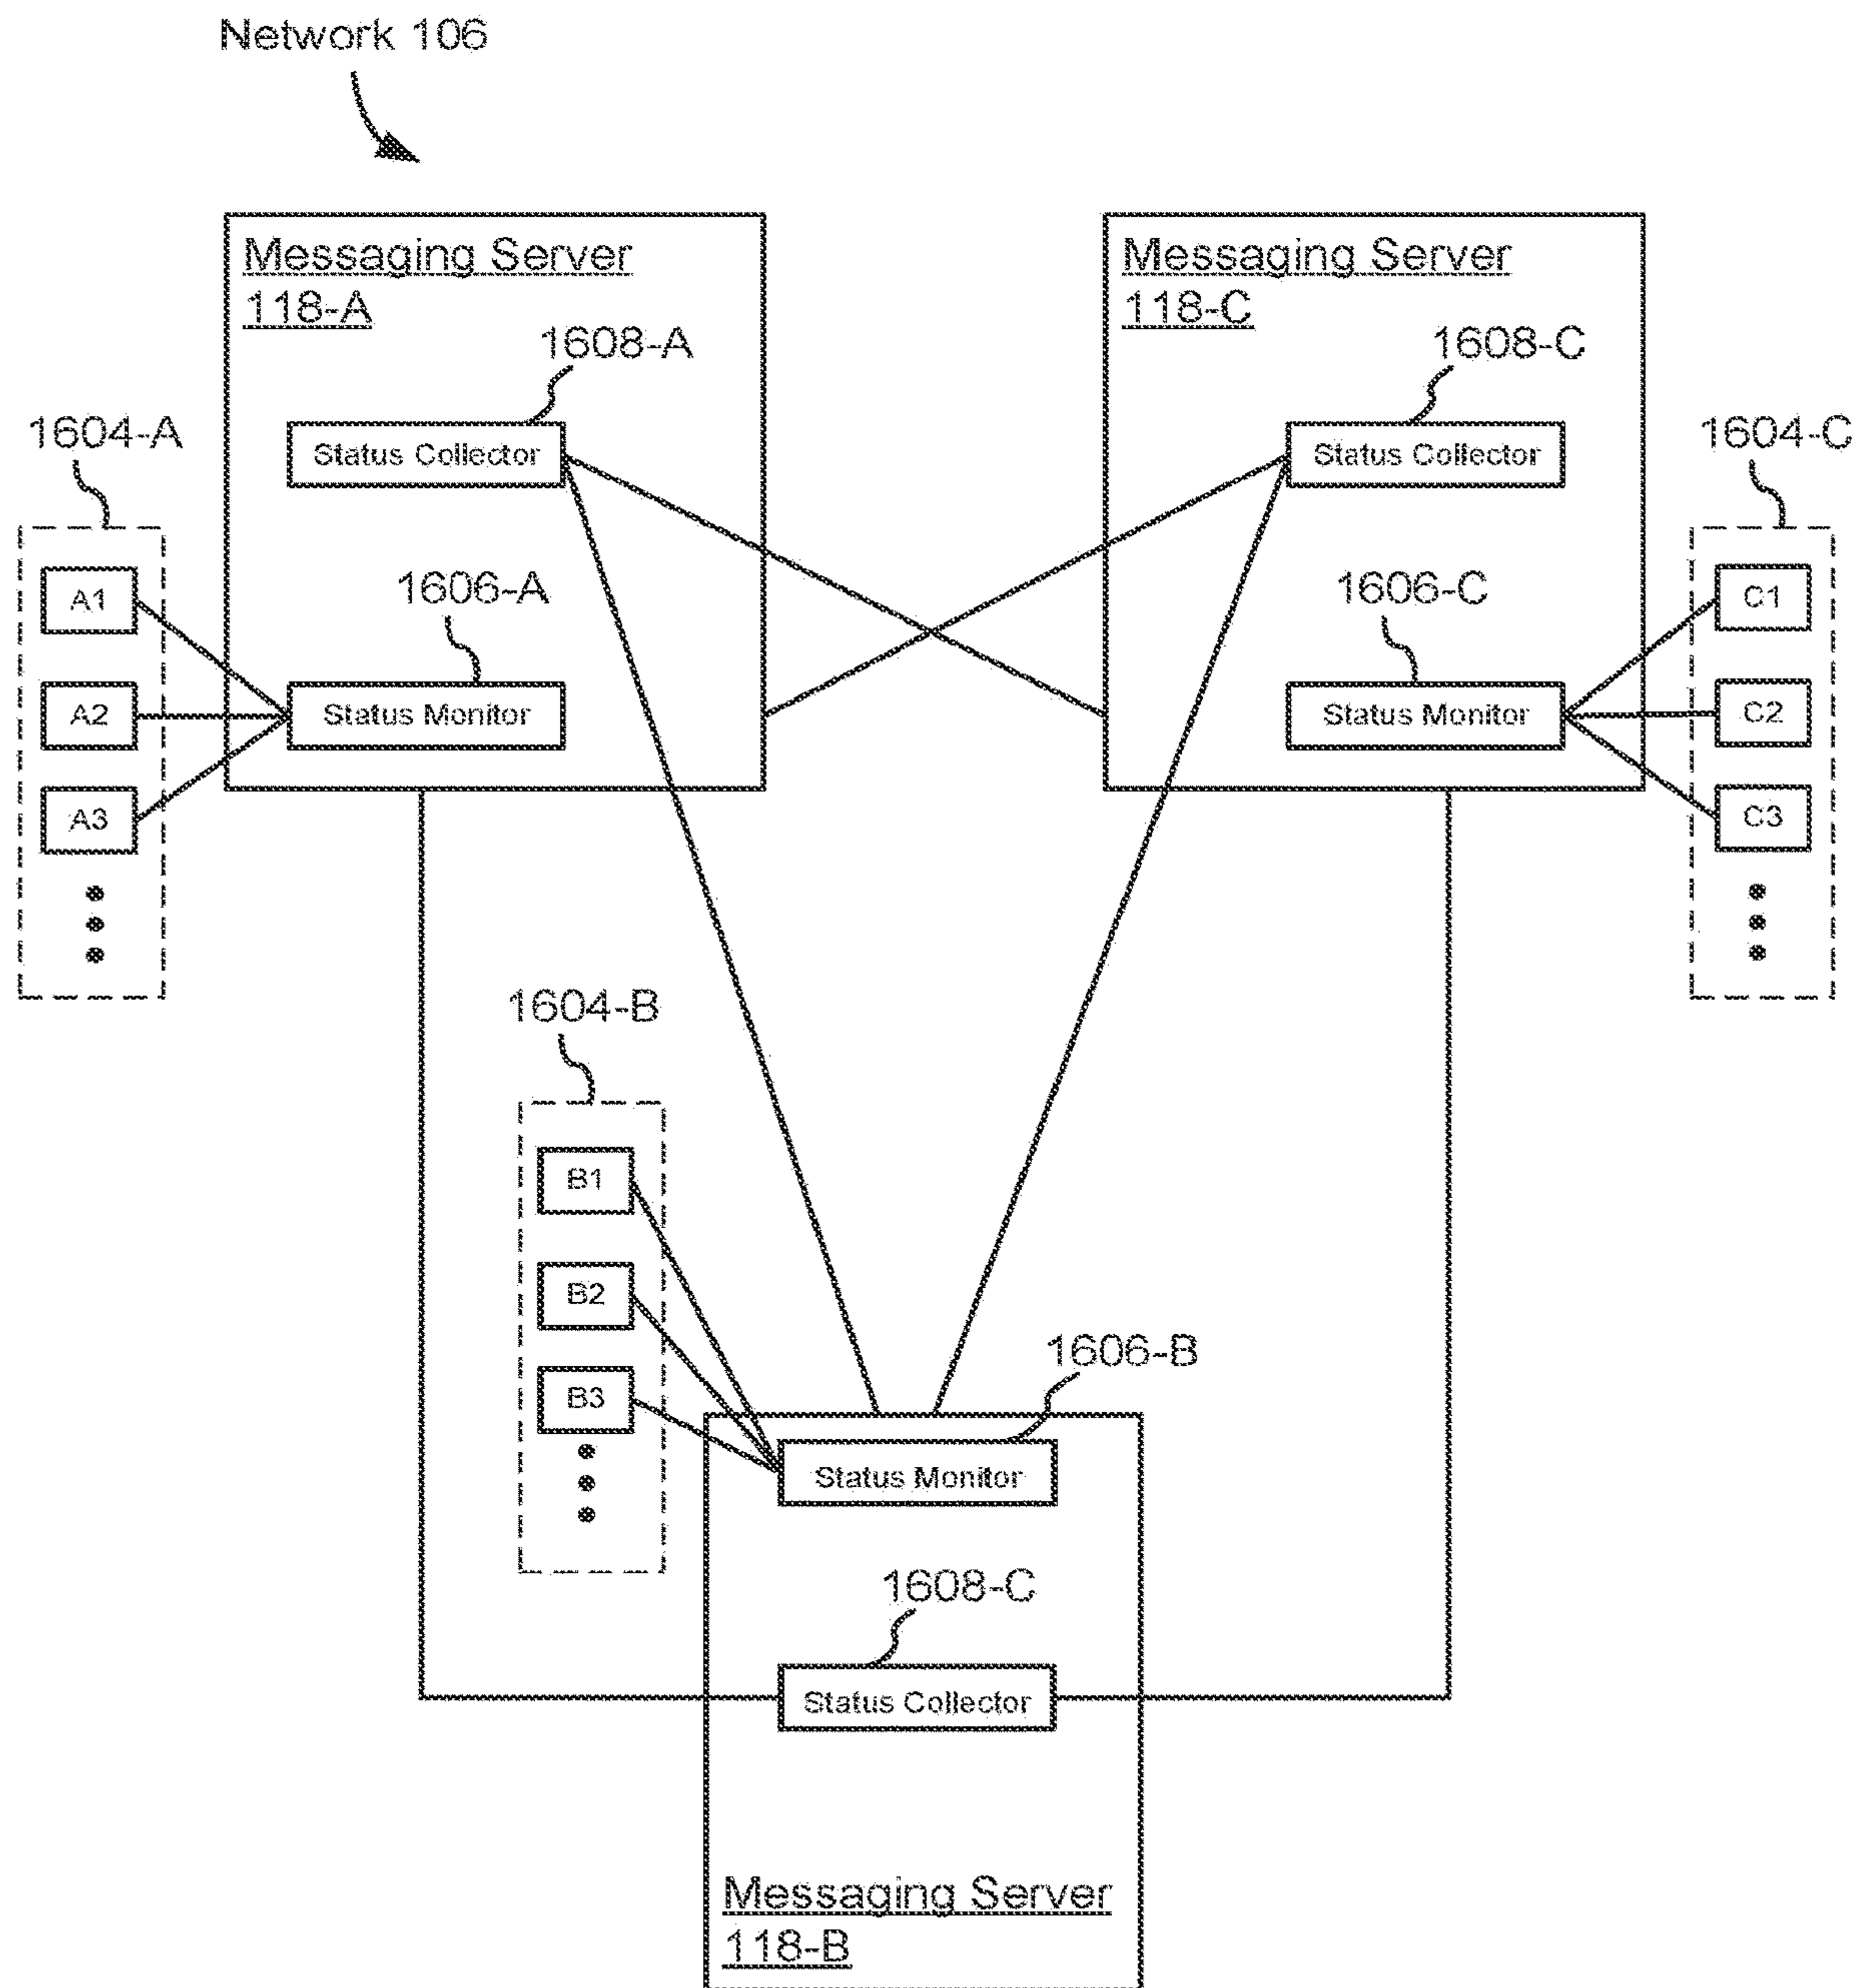 Network 106
Messaging Server
118-A
1608-A
Status Collector
1606-A
Status Monitor
1604-A
A1
A2
A3
Messaging Server
118-C
1608-C
Status Collector
1606-C
Status Monitor
1604-C
C1
C2
C3
1604-B
B1
B2
B3
1606-B
Status Monitor
1608-C
Status Collector
Messaging Server
118-B